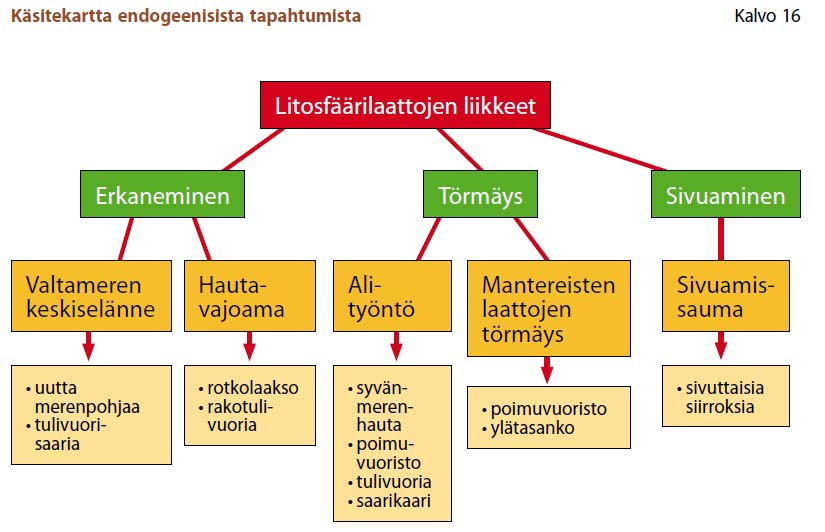 Käsitekartta endogeenisista tapahtumista
Kalvo 16
Litosfäärilaattojen liikkeet
Erkaneminen
Törmäys
Sivuaminen
Valtameren
keskiselänne
Hauta-
vajoama
Ali-
työntö
Mantereisten
laattojen
törmäys
Sivuamis-
sauma
• uutta
merenpohjaa
• tulivuori-
saaria
• rotkolaakso
• rakotuli-
vuoria
• syvän-
meren-
hauta
• poimu-
vuoristo
• tulivuoria
• saarikaari
• poimuvuoristo
• ylätasanko
• sivuttaisia
siirroksia